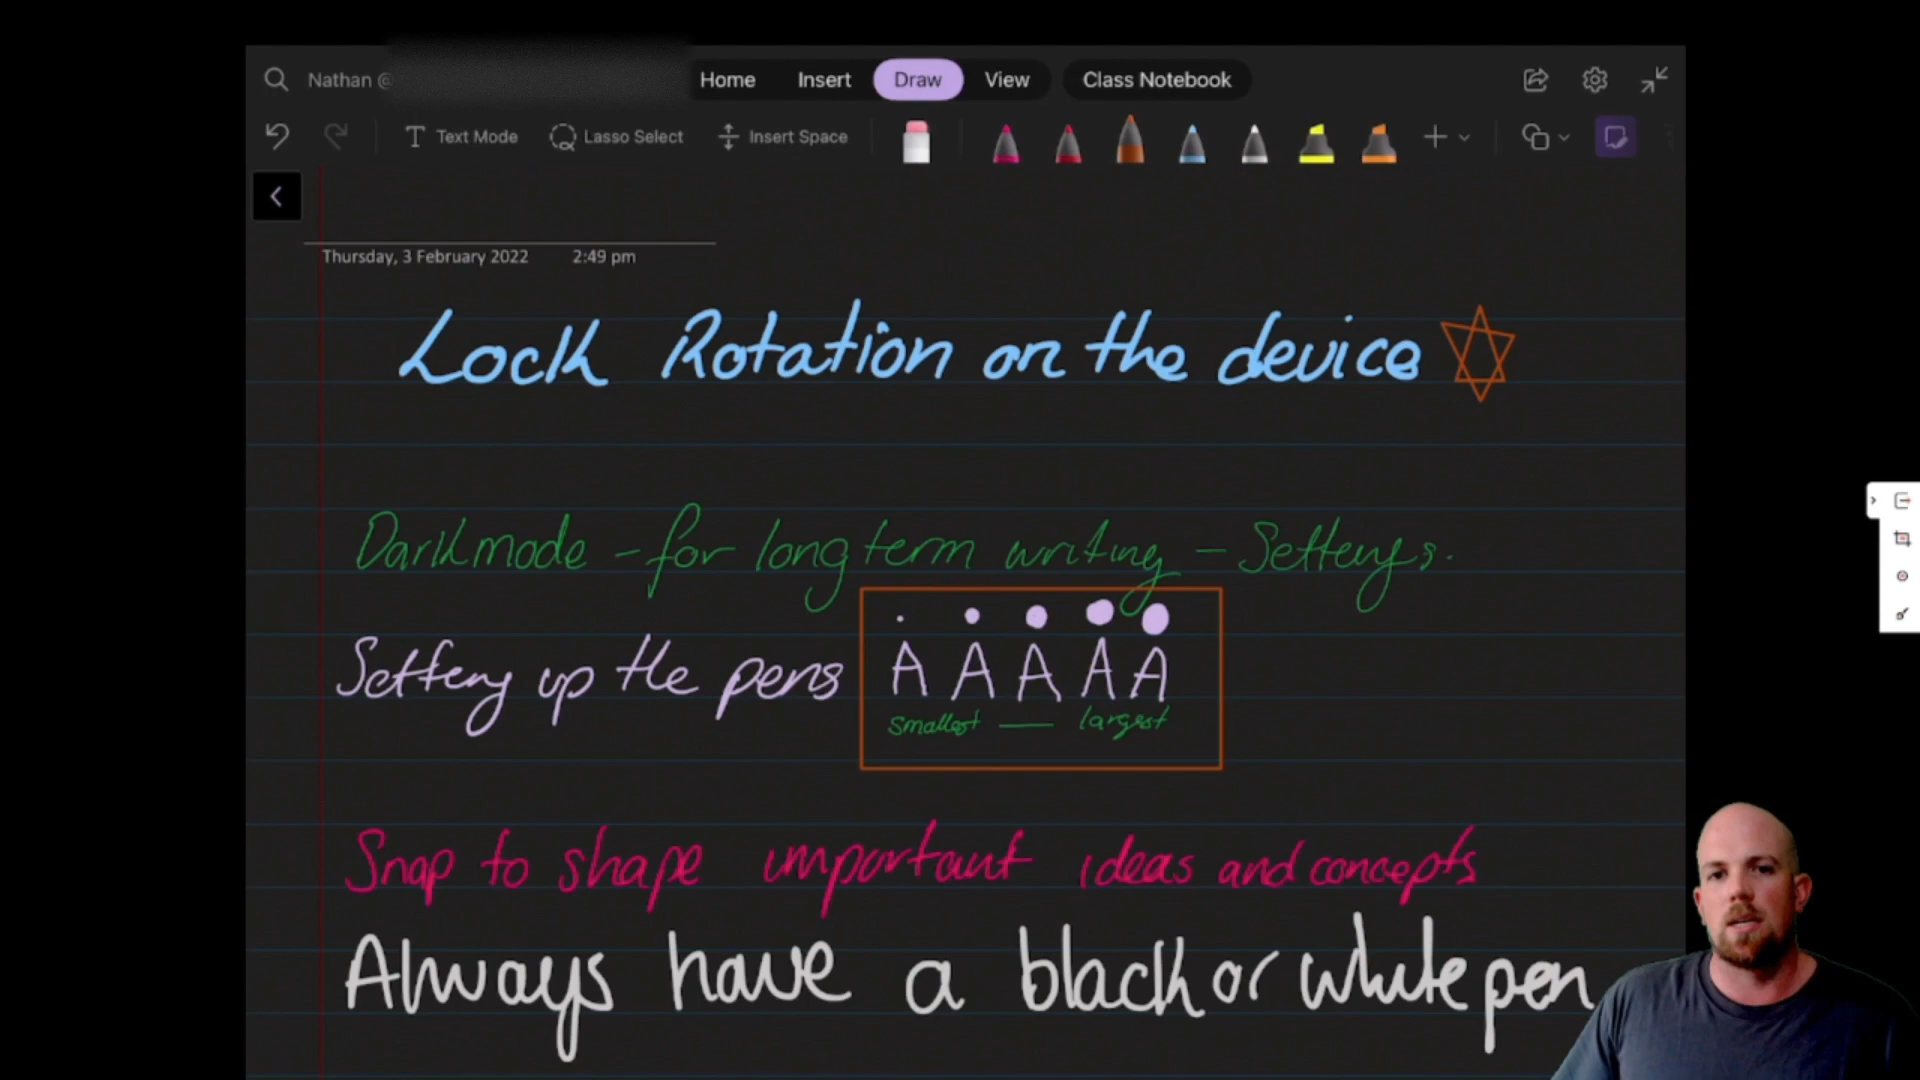 Nathan @
Home Insert Draw View Class Notebook
Text Mode Lasso Select Insert Space
Thursday, 3 February 2022 2:49 pm
Lock Rotation on the device
Darkmode - for long term writing - Settings.
Setting up the pens
A A A A A
smallest — largest
Snap to shape important ideas and concepts
Always have a black or white pen